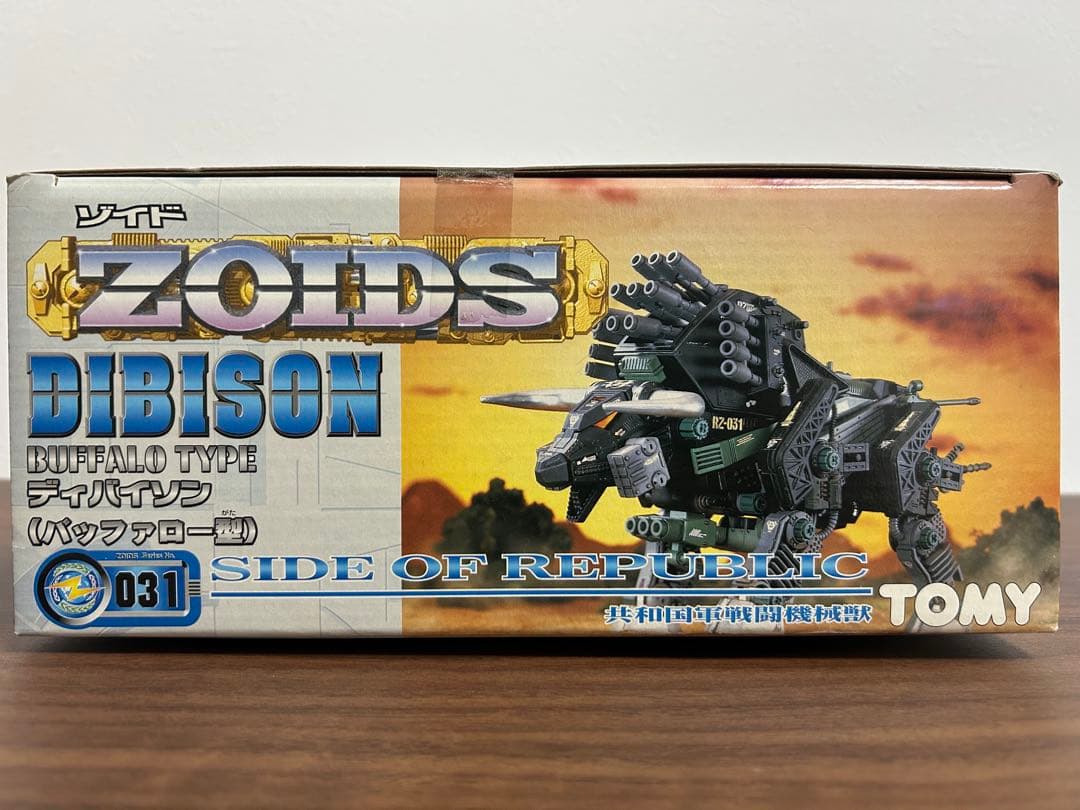 ゾイド
ZOIDS
DIBISON
BUFFALO TYPE
ディバイソン
(バッファロー型)
がた
ZOIDS Series No.
031
SIDE OF REPUBLIC
共和国軍戦闘機械獣
TOMY
RZ-031